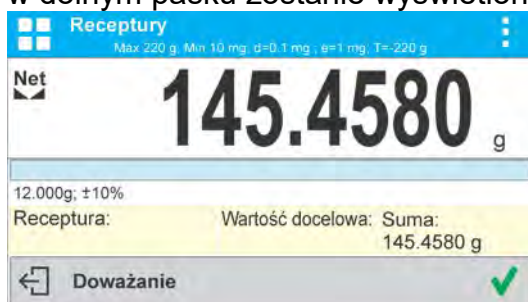 w dolnym pasku zostanie wyświetlon
Receptury
Max 220 g; Min 10 mg; d=0.1 mg ; e=1 mg; T=-220 g
Net
145.4580 g
12.000g; ±10%
Receptura: Wartość docelowa: Suma:
145.4580 g
Doważanie